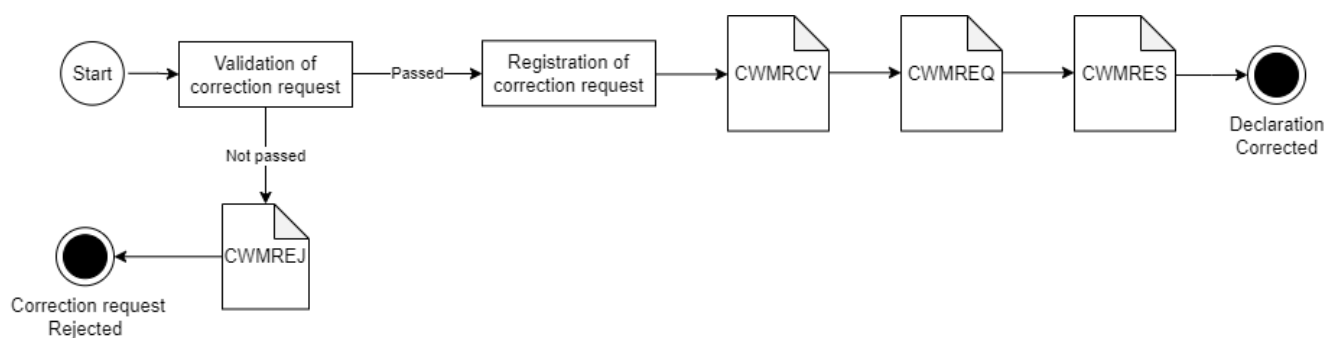 Start
Validation of
correction request
Passed
Registration of
correction request
CWMRCV
CWMREQ
CWMRES
Declaration
Corrected
Not passed
CWMREJ
Correction request
Rejected